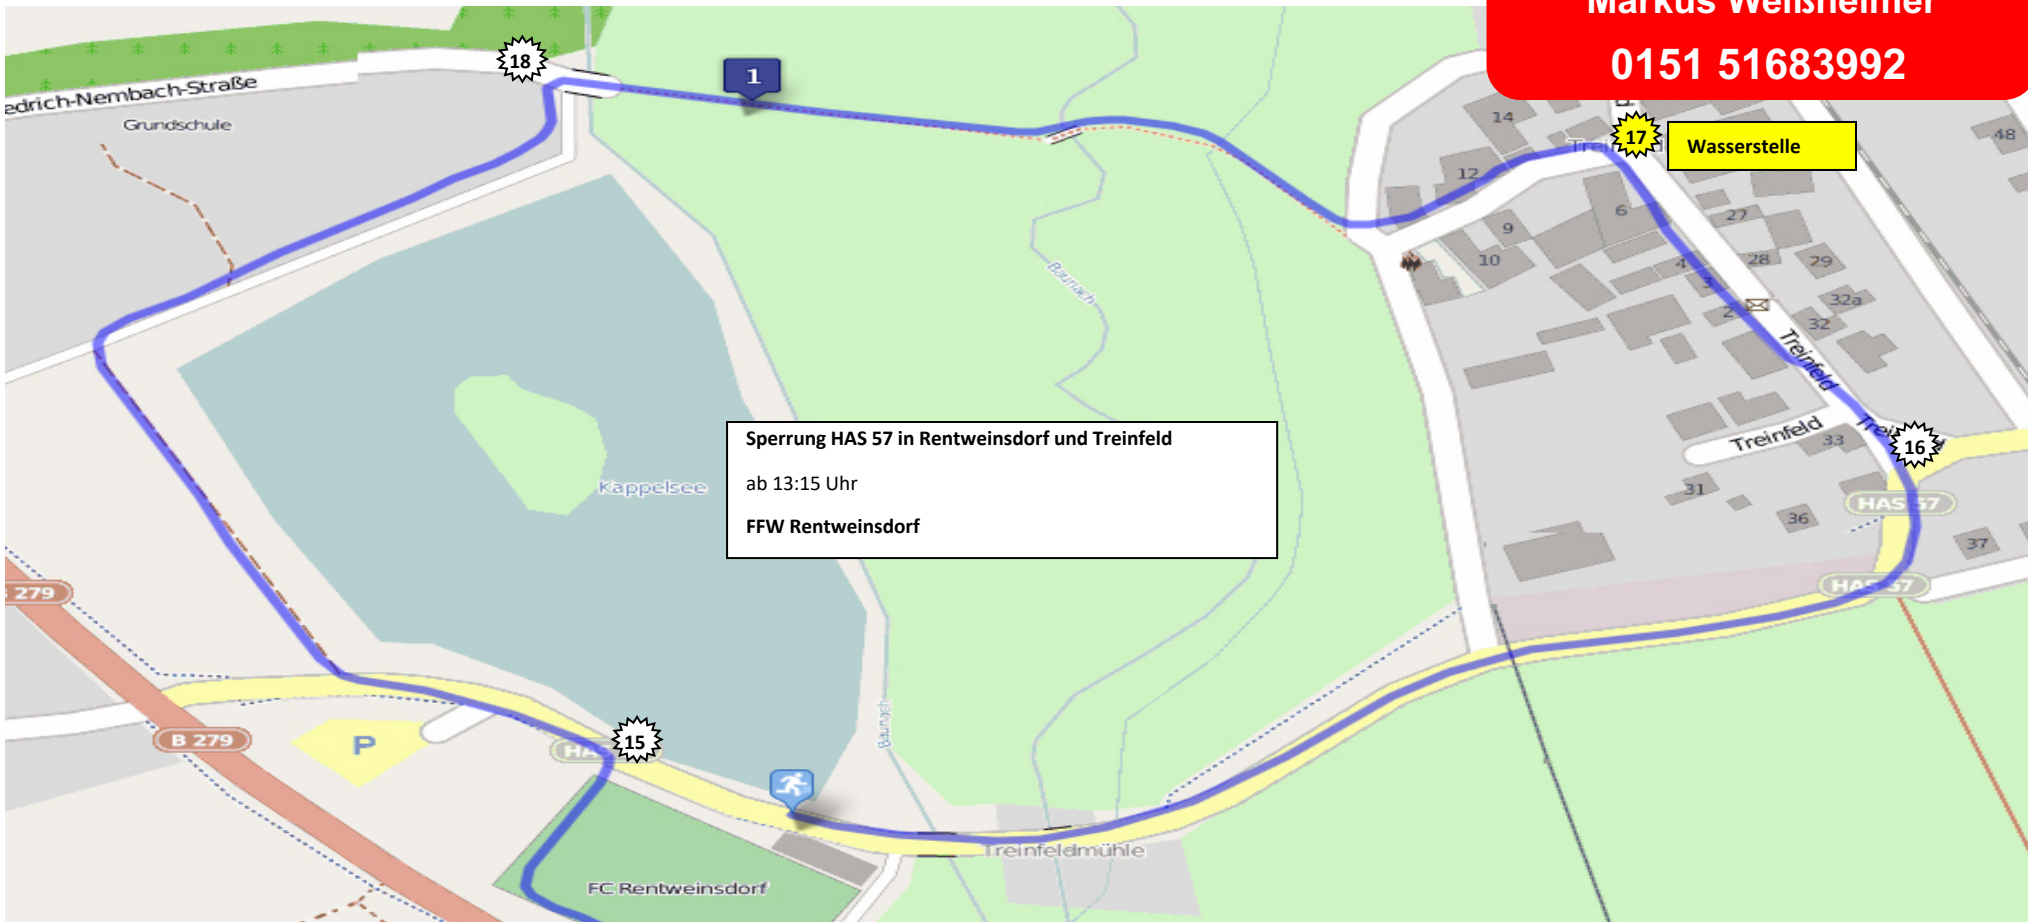 Markus Weißheimer
0151 51683992
18
1
edrich-Nembach-Straße
Grundschule
14
48
17
Wasserstelle
12
6
27
9
10
4
28
29
3
2
32a
32
Baunach
Treinfeld
Treinfeld
33
16
Sperrung HAS 57 in Rentweinsdorf und Treinfeld
ab 13:15 Uhr
FFW Rentweinsdorf
Kappelsee
31
36
HAS 57
37
HAS 57
279
B 279
P
15
Baunach
Treinfeldmühle
FC Rentweinsdorf